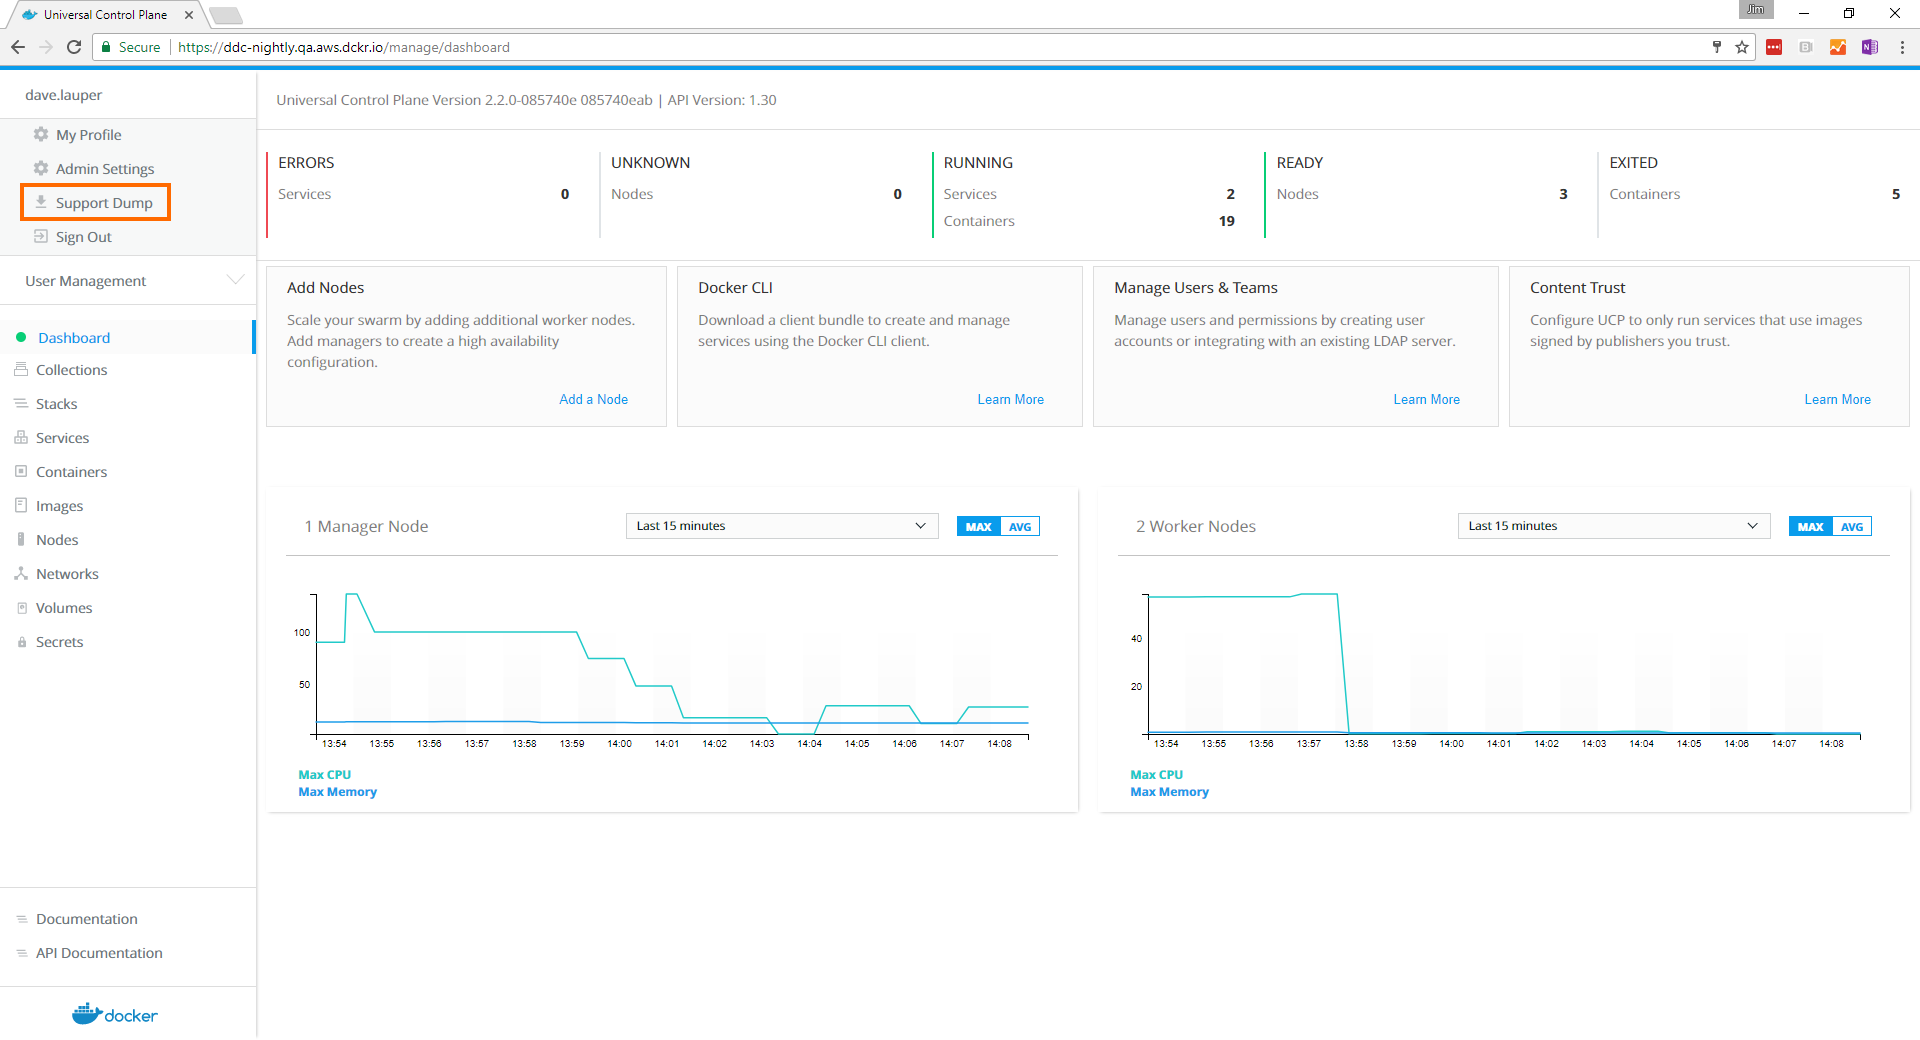 Universal Control Plane
Jim
Secure
https://ddc-nightly.qa.aws.dckr.io/manage/dashboard
dave.lauper
My Profile
Admin Settings
Support Dump
Sign Out
User Management
Dashboard
Collections
Stacks
Services
Containers
Images
Nodes
Networks
Volumes
Secrets
Documentation
API Documentation
docker
Universal Control Plane Version 2.2.0-085740e 085740eab | API Version: 1.30
ERRORS
Services 0
UNKNOWN
Nodes 0
RUNNING
Services 2
Containers 19
READY
Nodes 3
EXITED
Containers 5
Add Nodes
Scale your swarm by adding additional worker nodes.
Add managers to create a high availability
configuration.
Add a Node
Docker CLI
Download a client bundle to create and manage
services using the Docker CLI client.
Learn More
Manage Users & Teams
Manage users and permissions by creating user
accounts or integrating with an existing LDAP server.
Learn More
Content Trust
Configure UCP to only run services that use images
signed by publishers you trust.
Learn More
1 Manager Node
Last 15 minutes
MAX AVG
100
50
13:54 13:55 13:56 13:57 13:58 13:59 14:00 14:01 14:02 14:03 14:04 14:05 14:06 14:07 14:08
Max CPU
Max Memory
2 Worker Nodes
Last 15 minutes
MAX AVG
40
20
13:54 13:55 13:56 13:57 13:58 13:59 14:00 14:01 14:02 14:03 14:04 14:05 14:06 14:07 14:08
Max CPU
Max Memory